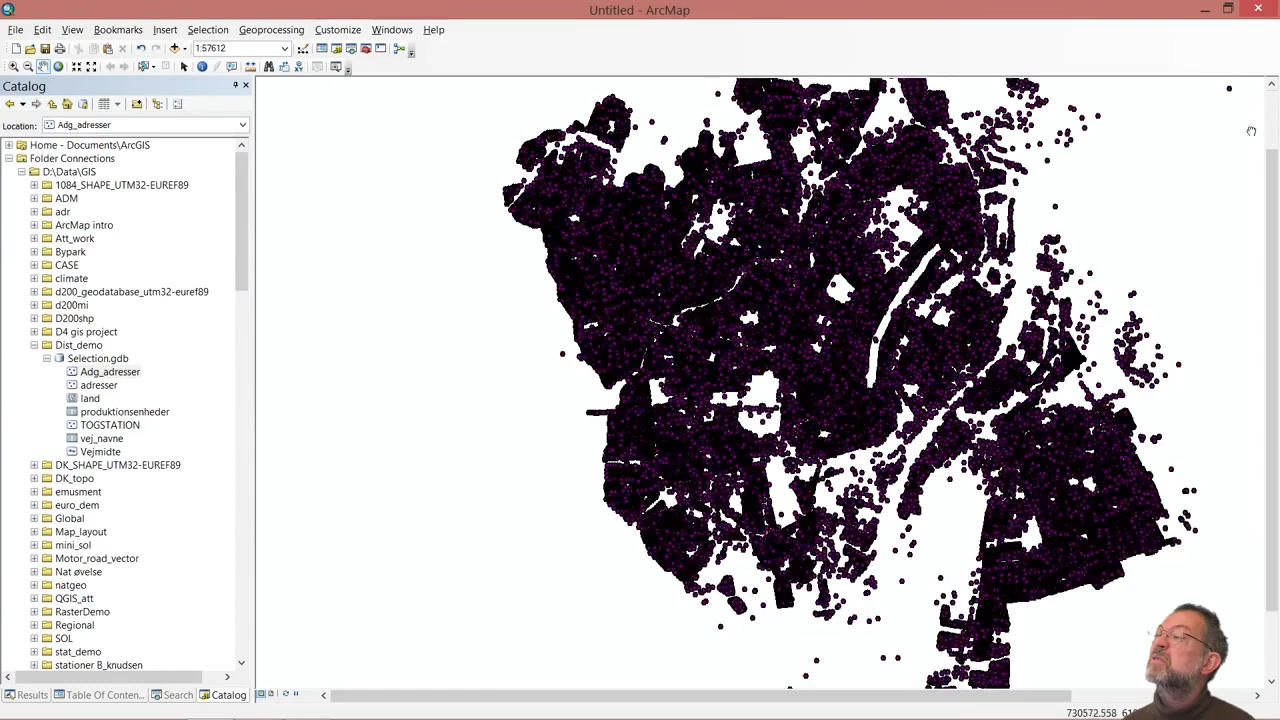 Untitled - ArcMap
File Edit View Bookmarks Insert Selection Geoprocessing Customize Windows Help
1:57612
Catalog
Location: Adg_adresser
Home - Documents\ArcGIS
Folder Connections
D:\Data\GIS
1084_SHAPE_UTM32-EUREF89
ADM
adr
ArcMap intro
Att_work
Bypark
CASE
climate
d200_geodatabase_utm32-euref89
d200mi
D200shp
D4 gis project
Dist_demo
Selection.gdb
Adg_adresser
adresser
land
produktionsenheder
TOGSTATION
vej_navne
Vejmidte
DK_SHAPE_UTM32-EUREF89
DK_topo
emusment
euro_dem
Global
Map_layout
mini_sol
Motor_road_vector
Nat øvelse
natgeo
QGIS_att
RasterDemo
Regional
SOL
stat_demo
stationer B_knudsen
Results Table Of Conten... Search Catalog
730572.558